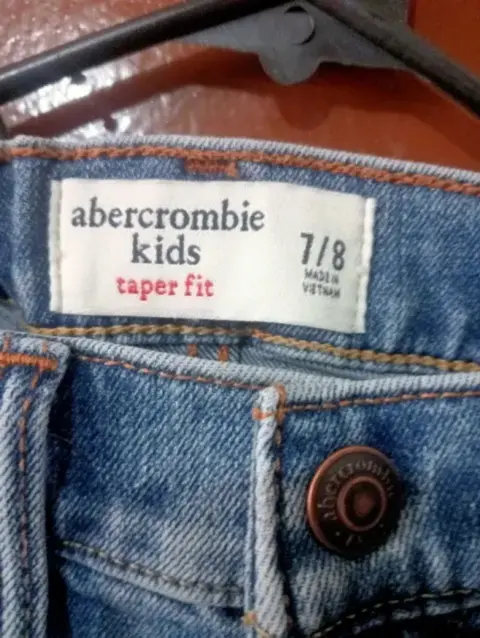 abercrombie
kids
taper fit
7/8
MADE IN
VIETNAM
abercrombie